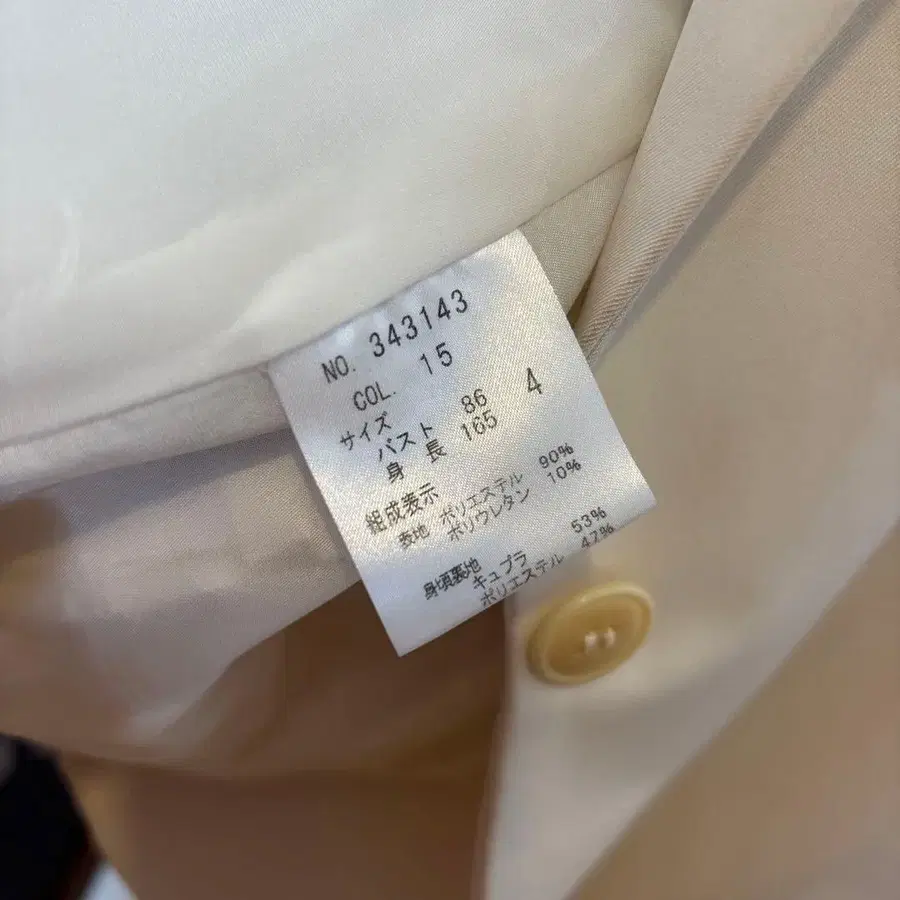 NO. 343143
COL. 15
サイズ 4
バスト 86
身 長 165
組成表示
表地 ポリエステル 90%
ポリウレタン 10%
身頃裏地
キュプラ 53%
ポリエステル 47%